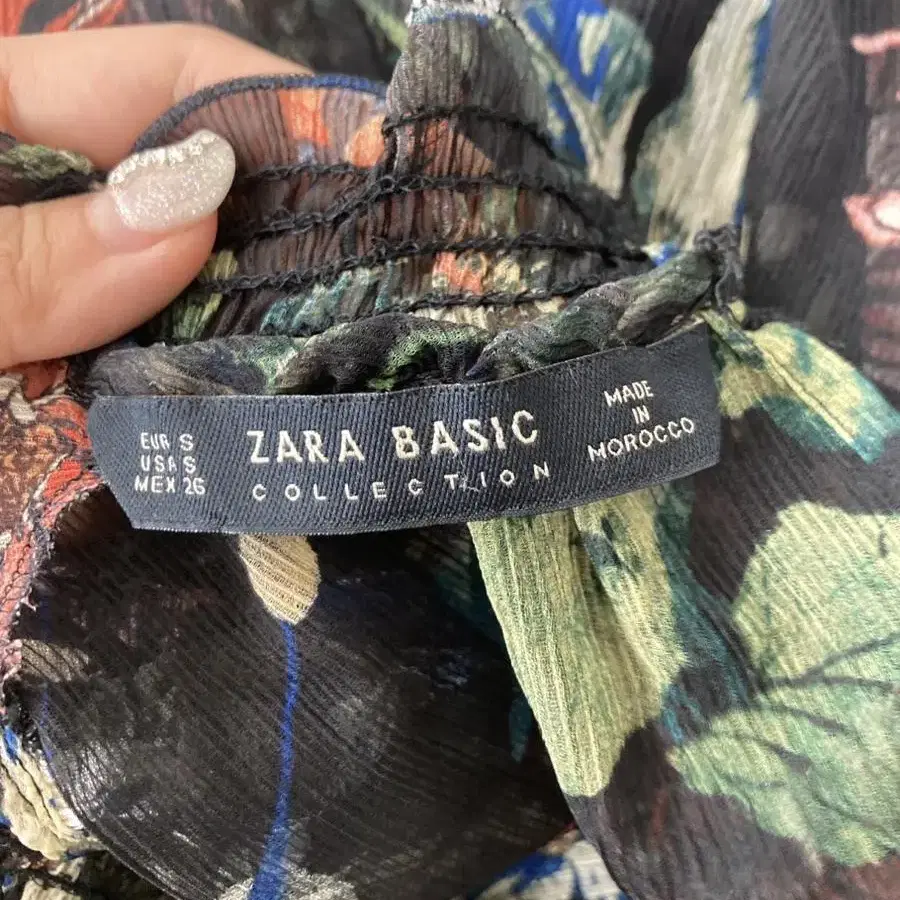 EUR S
USA S
MEX 26
ZARA BASIC
COLLECTION
MADE
IN
MOROCCO